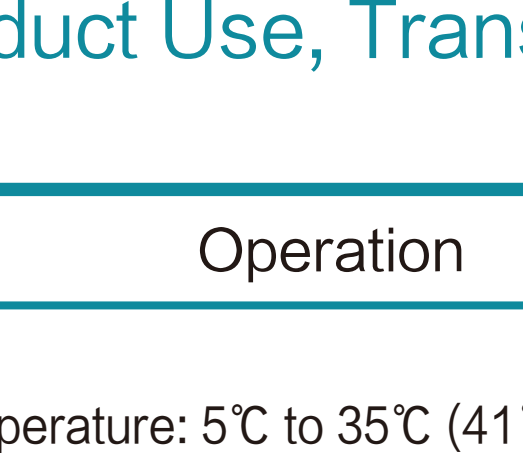 duct Use, Trans
Operation
perature: 5℃ to 35℃ (41°